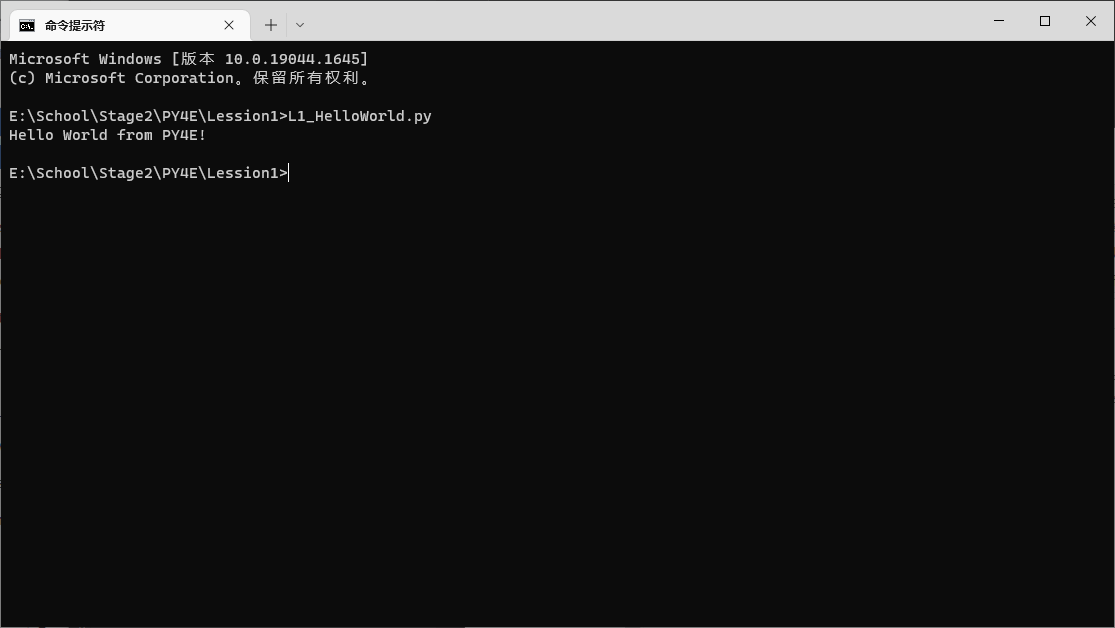 命令提示符
Microsoft Windows [版本 10.0.19044.1645]
(c) Microsoft Corporation。保留所有权利。
E:\School\Stage2\PY4E\Lession1>L1_HelloWorld.py
Hello World from PY4E!
E:\School\Stage2\PY4E\Lession1>